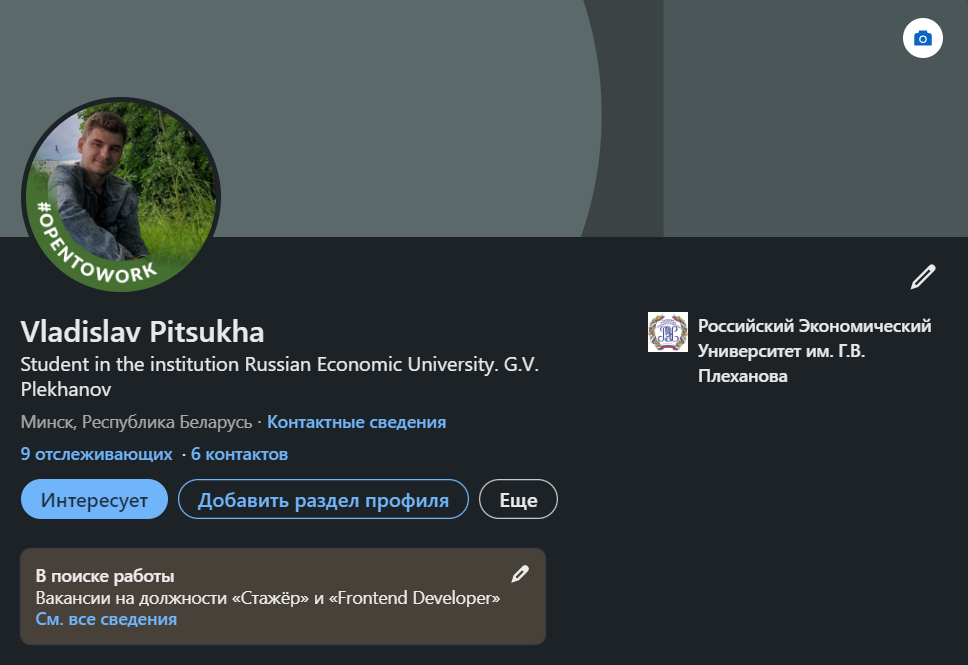 #OPENTOWORK
Vladislav Pitsukha
Student in the institution Russian Economic University. G.V.
Plekhanov
Минск, Республика Беларусь · Контактные сведения
9 отслеживающих · 6 контактов
Интересует
Добавить раздел профиля
Еще
Российский Экономический
Университет им. Г.В.
Плеханова
В поиске работы
Вакансии на должности «Стажёр» и «Frontend Developer»
См. все сведения